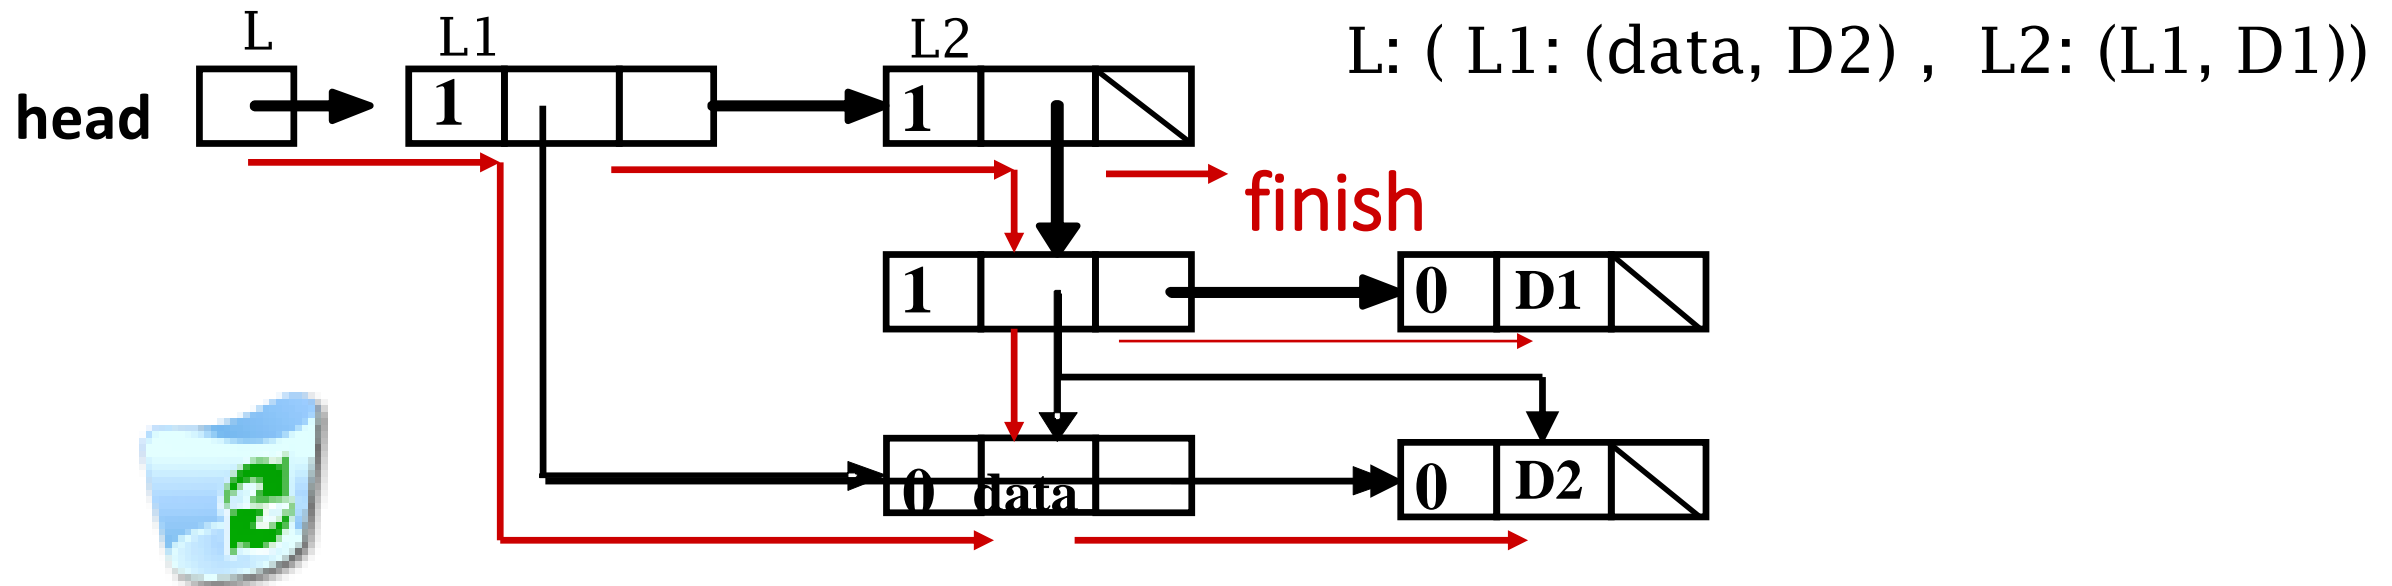 L
L1
L2
L: ( L1: (data, D2) , L2: (L1, D1))
head
1
1
finish
1
0
D1
0
data
0
D2